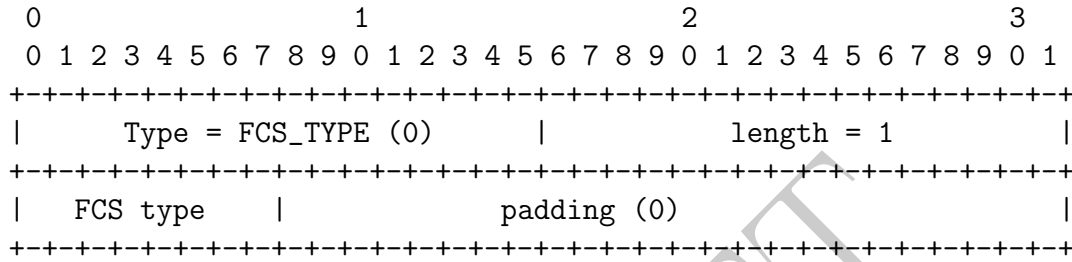 0                   1                   2                   3
 0 1 2 3 4 5 6 7 8 9 0 1 2 3 4 5 6 7 8 9 0 1 2 3 4 5 6 7 8 9 0 1
+-+-+-+-+-+-+-+-+-+-+-+-+-+-+-+-+-+-+-+-+-+-+-+-+-+-+-+-+-+-+-+-+
|      Type = FCS_TYPE (0)      |           length = 1          |
+-+-+-+-+-+-+-+-+-+-+-+-+-+-+-+-+-+-+-+-+-+-+-+-+-+-+-+-+-+-+-+-+
|   FCS type    |             padding (0)                       |
+-+-+-+-+-+-+-+-+-+-+-+-+-+-+-+-+-+-+-+-+-+-+-+-+-+-+-+-+-+-+-+-+